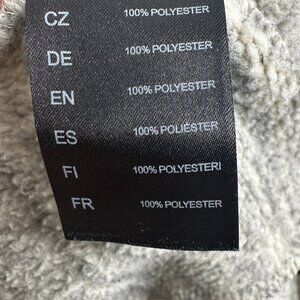 CZ 100% POLYESTER
DE 100% POLYESTER
EN 100% POLYESTER
ES 100% POLIÉSTER
FI 100% POLYESTERI
FR 100% POLYESTER